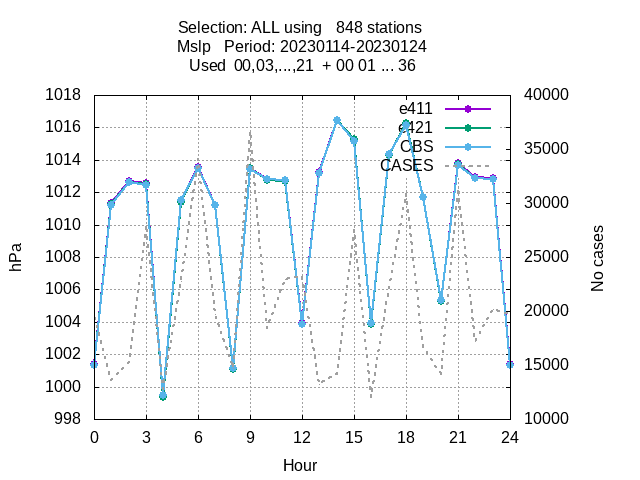 Selection: ALL using   848 stations
Mslp   Period: 20230114-20230124
Used  00,03,...,21  + 00 01 ... 36
1018 40000
e411
1016 e421
35000
1014 OBS
CASES
1012 30000
1010
hPa 1008 25000 No cases
1006
1004 20000
1002 15000
1000
998 10000
0 3 6 9 12 15 18 21 24
Hour